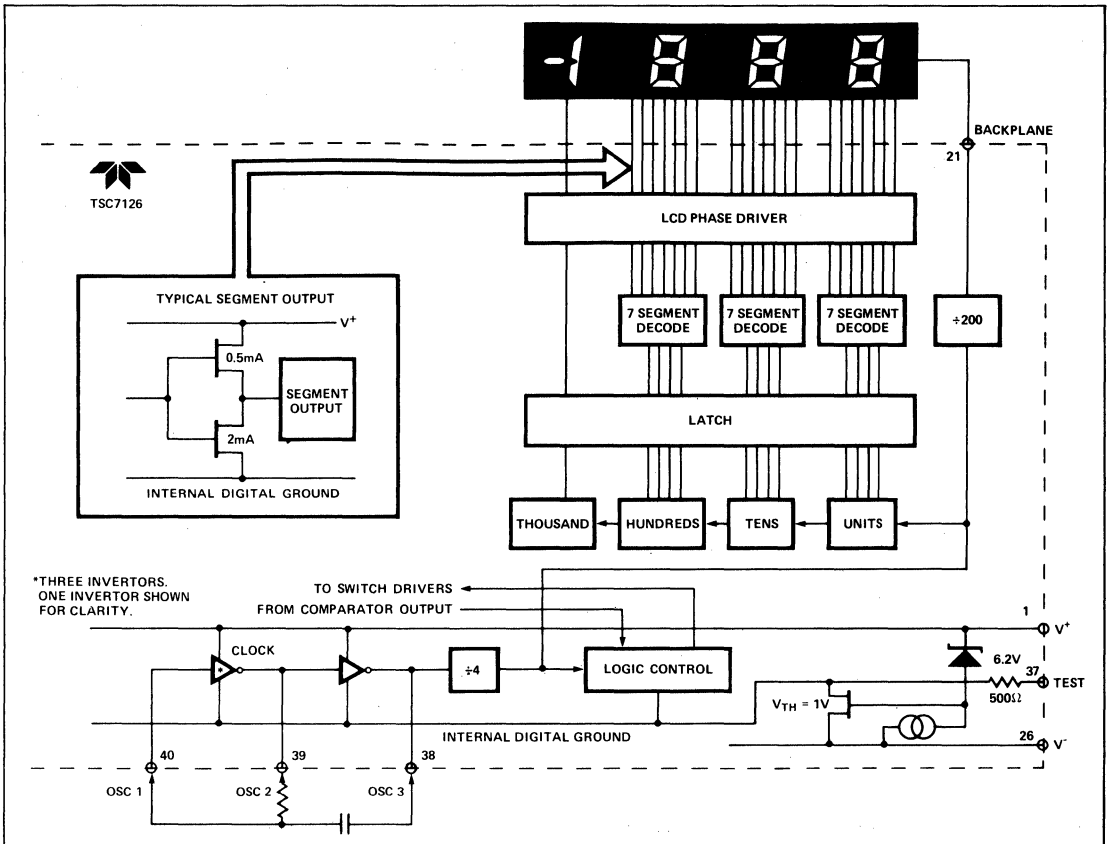 -1 8 8 8
BACKPLANE
21
TSC7126
LCD PHASE DRIVER
TYPICAL SEGMENT OUTPUT
V+
0.5mA
SEGMENT
OUTPUT
2mA
INTERNAL DIGITAL GROUND
7 SEGMENT
DECODE
7 SEGMENT
DECODE
7 SEGMENT
DECODE
÷200
LATCH
THOUSAND
HUNDREDS
TENS
UNITS
*THREE INVERTORS.
ONE INVERTOR SHOWN
FOR CLARITY.
TO SWITCH DRIVERS
FROM COMPARATOR OUTPUT
1
V+
CLOCK
*
÷4
LOGIC CONTROL
6.2V
37
TEST
500Ω
VTH = 1V
INTERNAL DIGITAL GROUND
26
V-
40
39
38
OSC 1
OSC 2
OSC 3